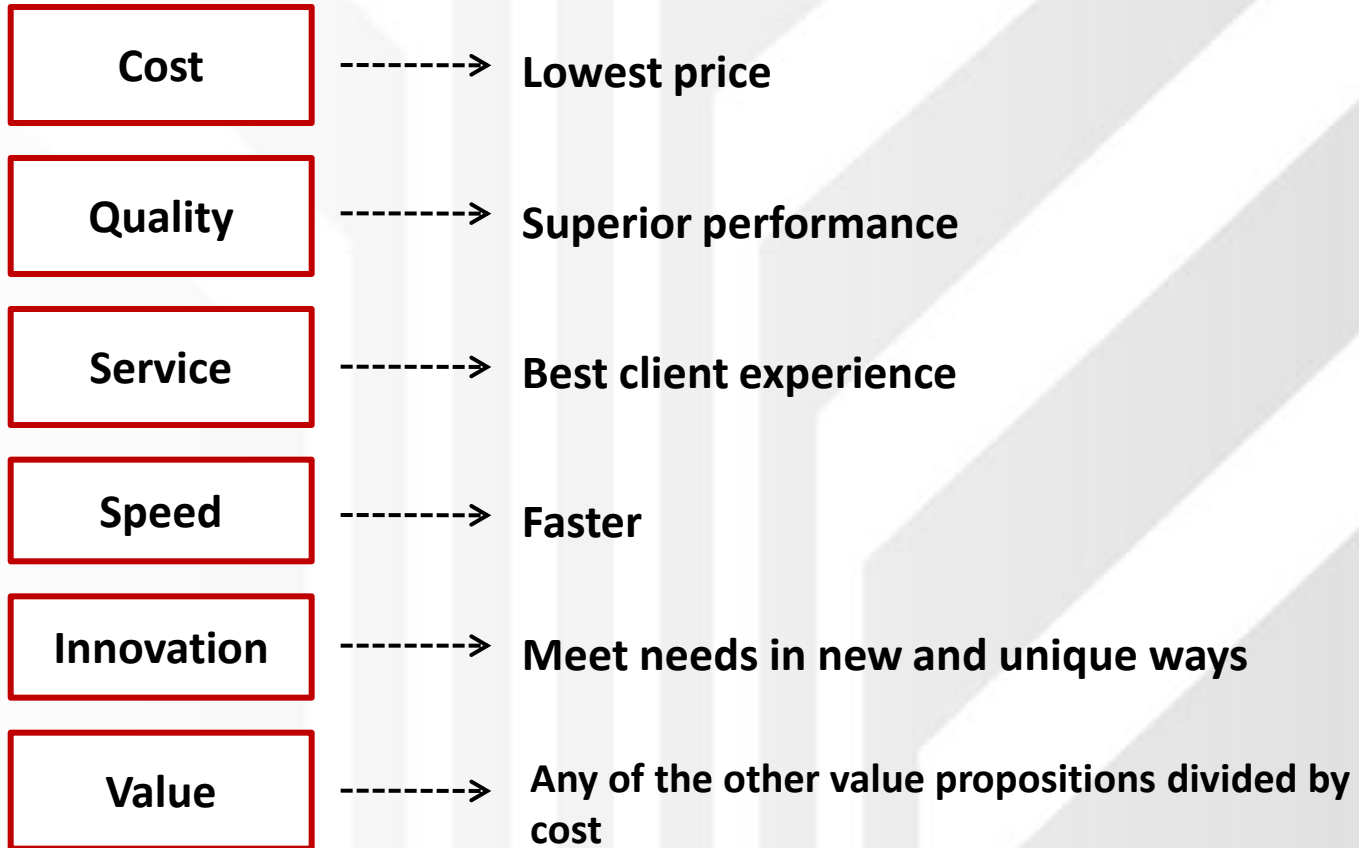 Cost
Lowest price
Quality
Superior performance
Service
Best client experience
Speed
Faster
Innovation
Meet needs in new and unique ways
Value
Any of the other value propositions divided by
cost